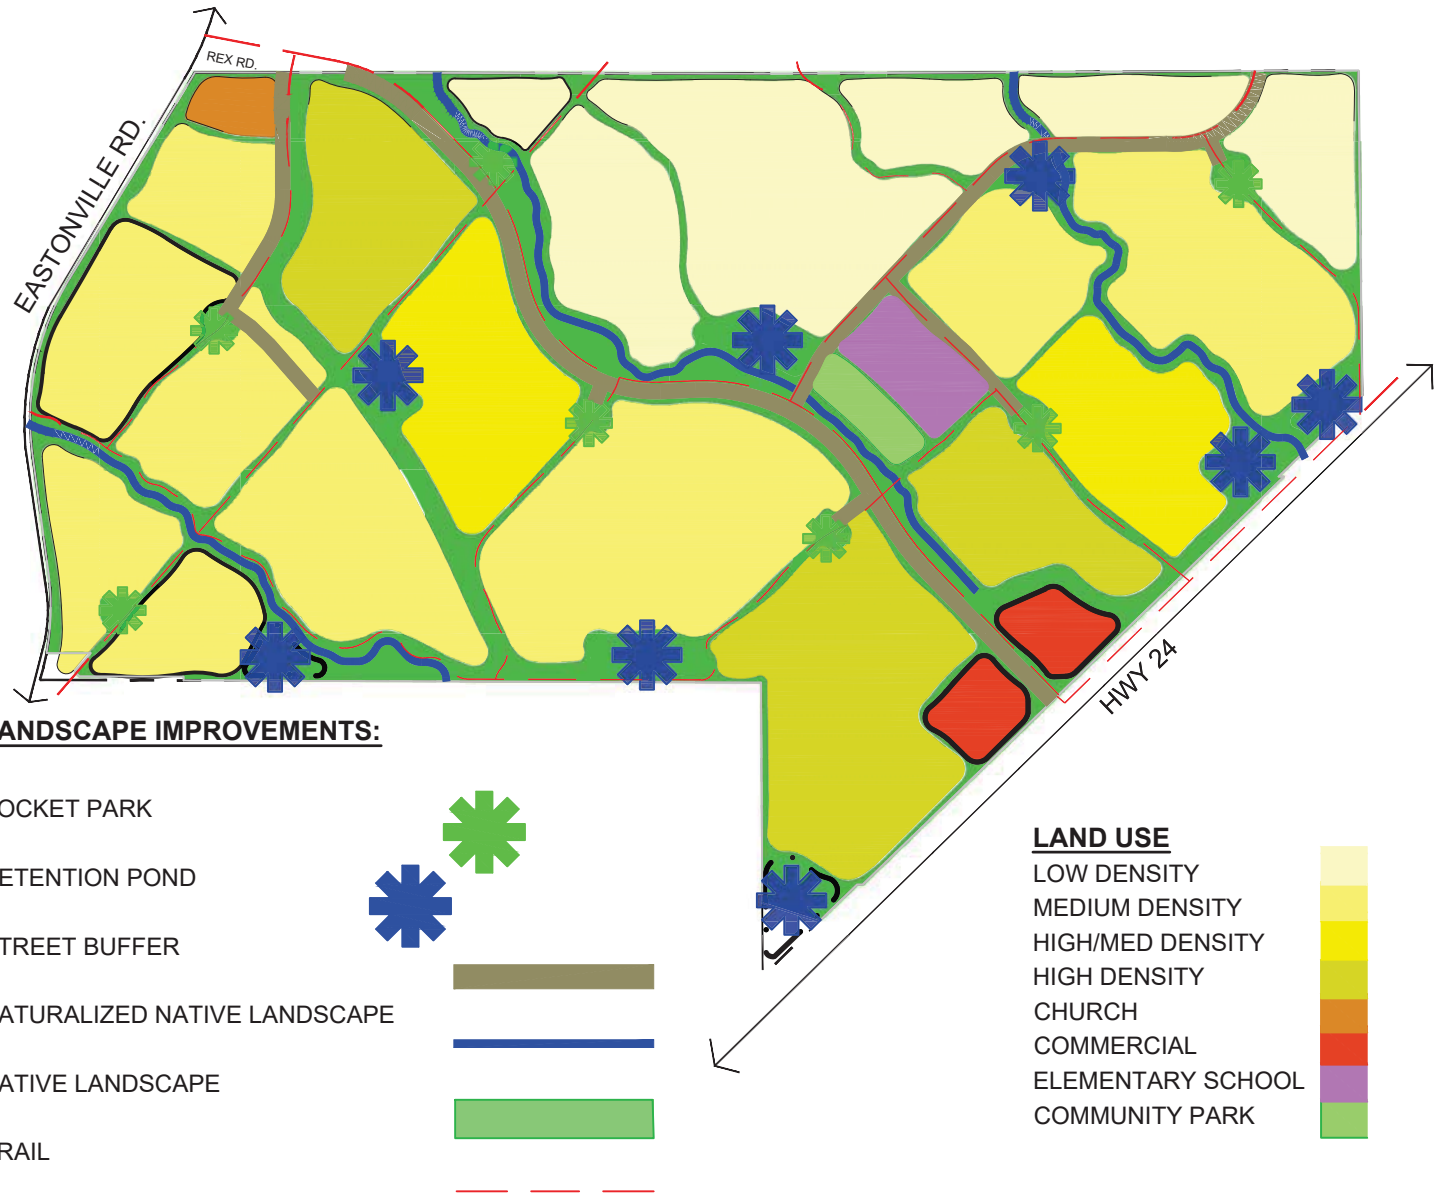 REX RD.
EASTONVILLE RD.
HWY 24
ANDSCAPE IMPROVEMENTS:
OCKET PARK
ETENTION POND
TREET BUFFER
ATURALIZED NATIVE LANDSCAPE
ATIVE LANDSCAPE
RAIL
LAND USE
LOW DENSITY
MEDIUM DENSITY
HIGH/MED DENSITY
HIGH DENSITY
CHURCH
COMMERCIAL
ELEMENTARY SCHOOL
COMMUNITY PARK